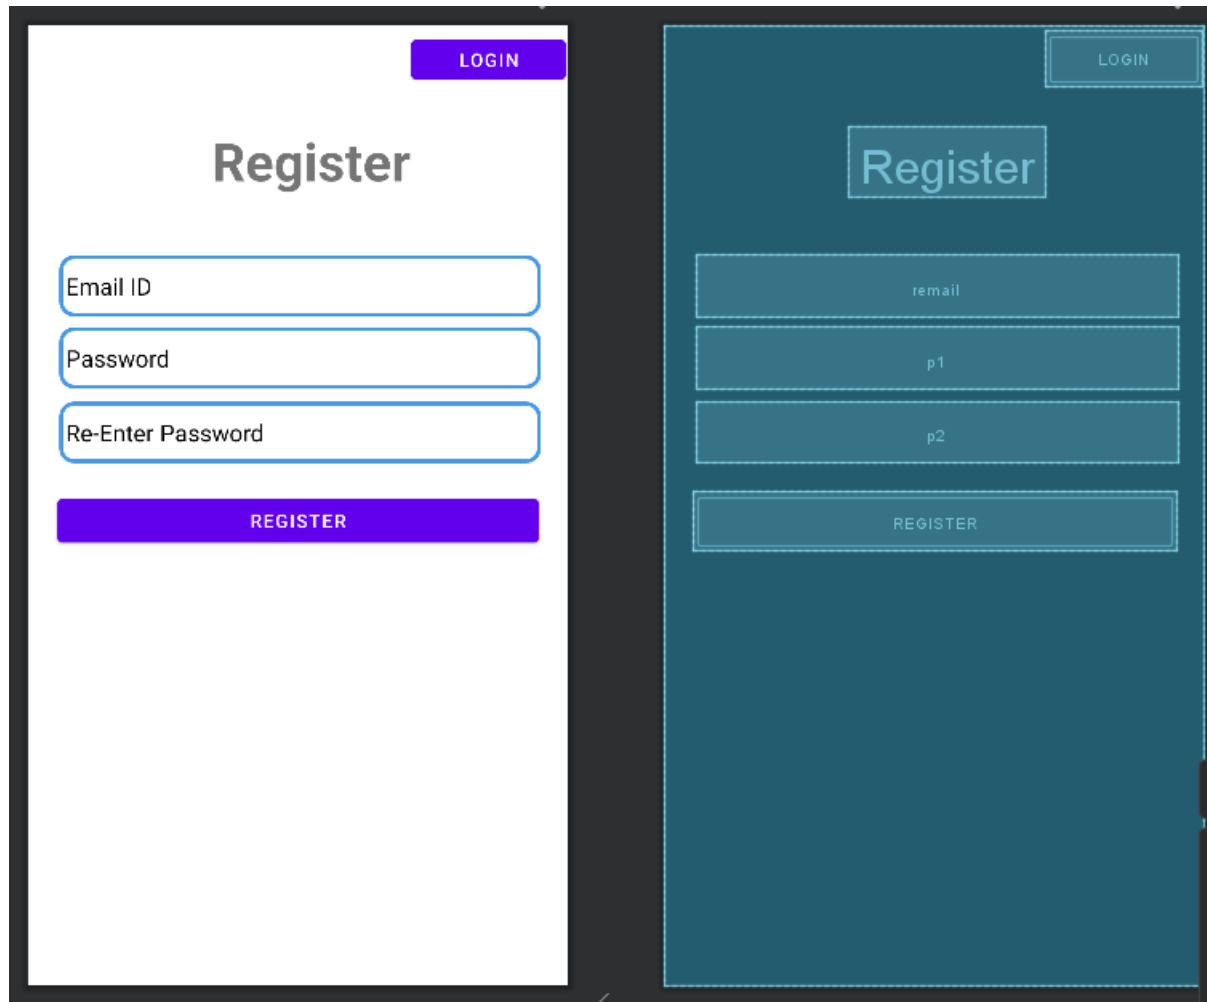 LOGIN
Register
Email ID
Password
Re-Enter Password
REGISTER
LOGIN
Register
remail
p1
p2
REGISTER